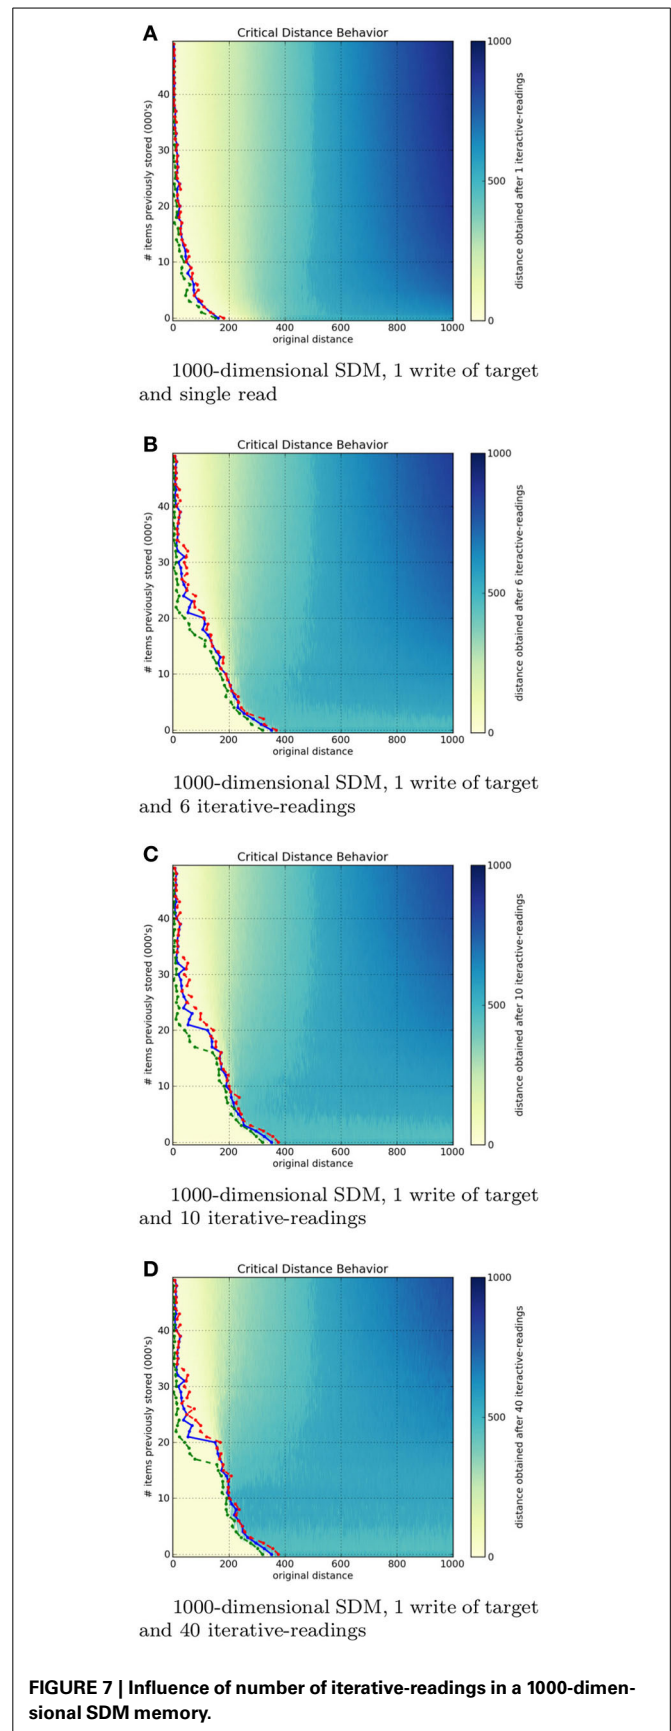 A
Critical Distance Behavior
# items previously stored (000's)
40
30
20
10
0
0 200 400 600 800 1000
original distance
1000
500
0
distance obtained after 1 iteractive-readings
1000-dimensional SDM, 1 write of target
and single read
B
Critical Distance Behavior
# items previously stored (000's)
40
30
20
10
0
0 200 400 600 800 1000
original distance
1000
500
0
distance obtained after 6 iteractive-readings
1000-dimensional SDM, 1 write of target
and 6 iterative-readings
C
Critical Distance Behavior
# items previously stored (000's)
40
30
20
10
0
0 200 400 600 800 1000
original distance
1000
500
0
distance obtained after 10 iteractive-readings
1000-dimensional SDM, 1 write of target
and 10 iterative-readings
D
Critical Distance Behavior
# items previously stored (000's)
40
30
20
10
0
0 200 400 600 800 1000
original distance
1000
500
0
distance obtained after 40 iteractive-readings
1000-dimensional SDM, 1 write of target
and 40 iterative-readings
FIGURE 7 | Influence of number of iterative-readings in a 1000-dimen-
sional SDM memory.